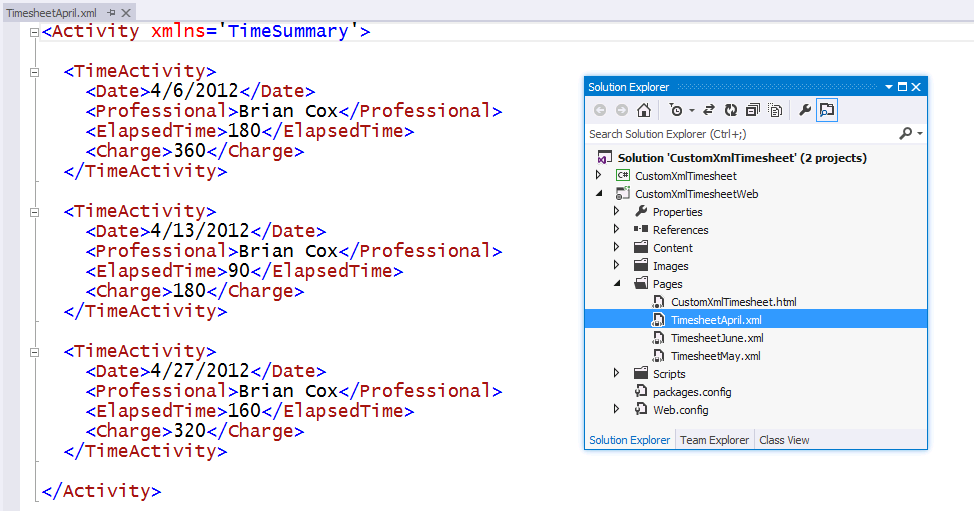 TimesheetApril.xml
<Activity xmlns='TimeSummary'>
<TimeActivity>
<Date>4/6/2012</Date>
<Professional>Brian Cox</Professional>
<ElapsedTime>180</ElapsedTime>
<Charge>360</Charge>
</TimeActivity>
<TimeActivity>
<Date>4/13/2012</Date>
<Professional>Brian Cox</Professional>
<ElapsedTime>90</ElapsedTime>
<Charge>180</Charge>
</TimeActivity>
<TimeActivity>
<Date>4/27/2012</Date>
<Professional>Brian Cox</Professional>
<ElapsedTime>160</ElapsedTime>
<Charge>320</Charge>
</TimeActivity>
</Activity>
Solution Explorer
Search Solution Explorer (Ctrl+;)
Solution 'CustomXmlTimesheet' (2 projects)
C# CustomXmlTimesheet
CustomXmlTimesheetWeb
Properties
References
Content
Images
Pages
CustomXmlTimesheet.html
TimesheetApril.xml
TimesheetJune.xml
TimesheetMay.xml
Scripts
packages.config
Web.config
Solution Explorer Team Explorer Class View